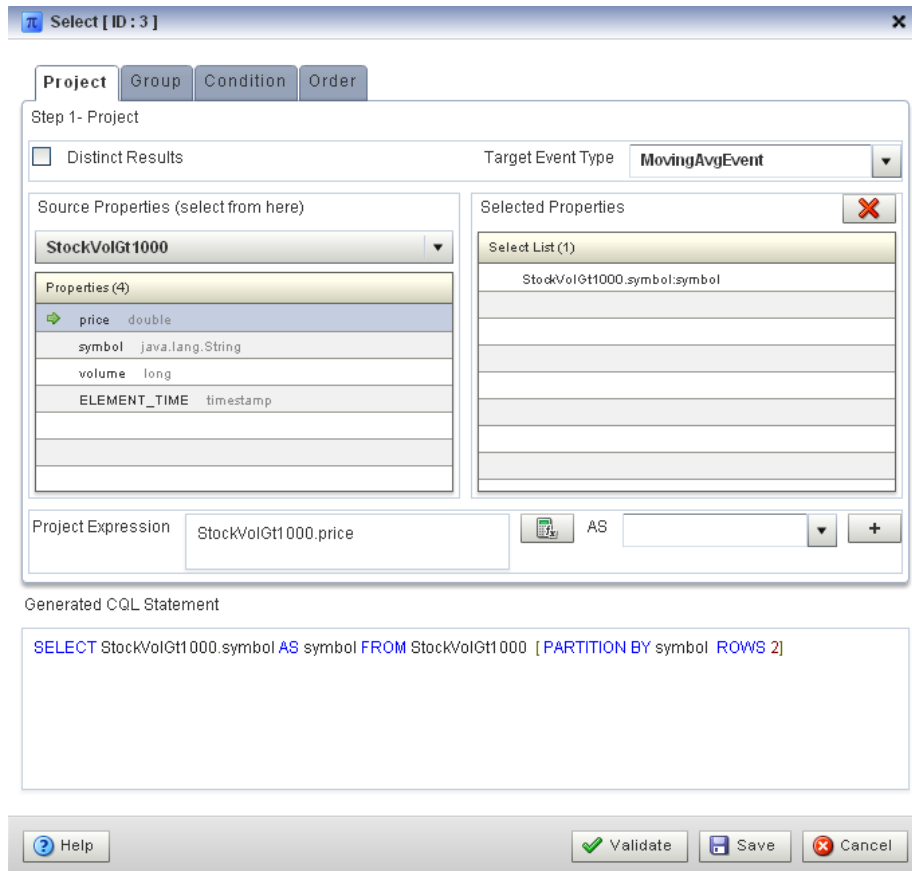 Select [ ID : 3 ]
Project Group Condition Order
Step 1- Project
Distinct Results Target Event Type MovingAvgEvent
Source Properties (select from here) Selected Properties
StockVolGt1000 Select List (1)
Properties (4) StockVolGt1000.symbol:symbol
price double
symbol java.lang.String
volume long
ELEMENT_TIME timestamp
Project Expression StockVolGt1000.price fx AS +
Generated CQL Statement
SELECT StockVolGt1000.symbol AS symbol FROM StockVolGt1000 [ PARTITION BY symbol ROWS 2]
? Help Validate Save Cancel